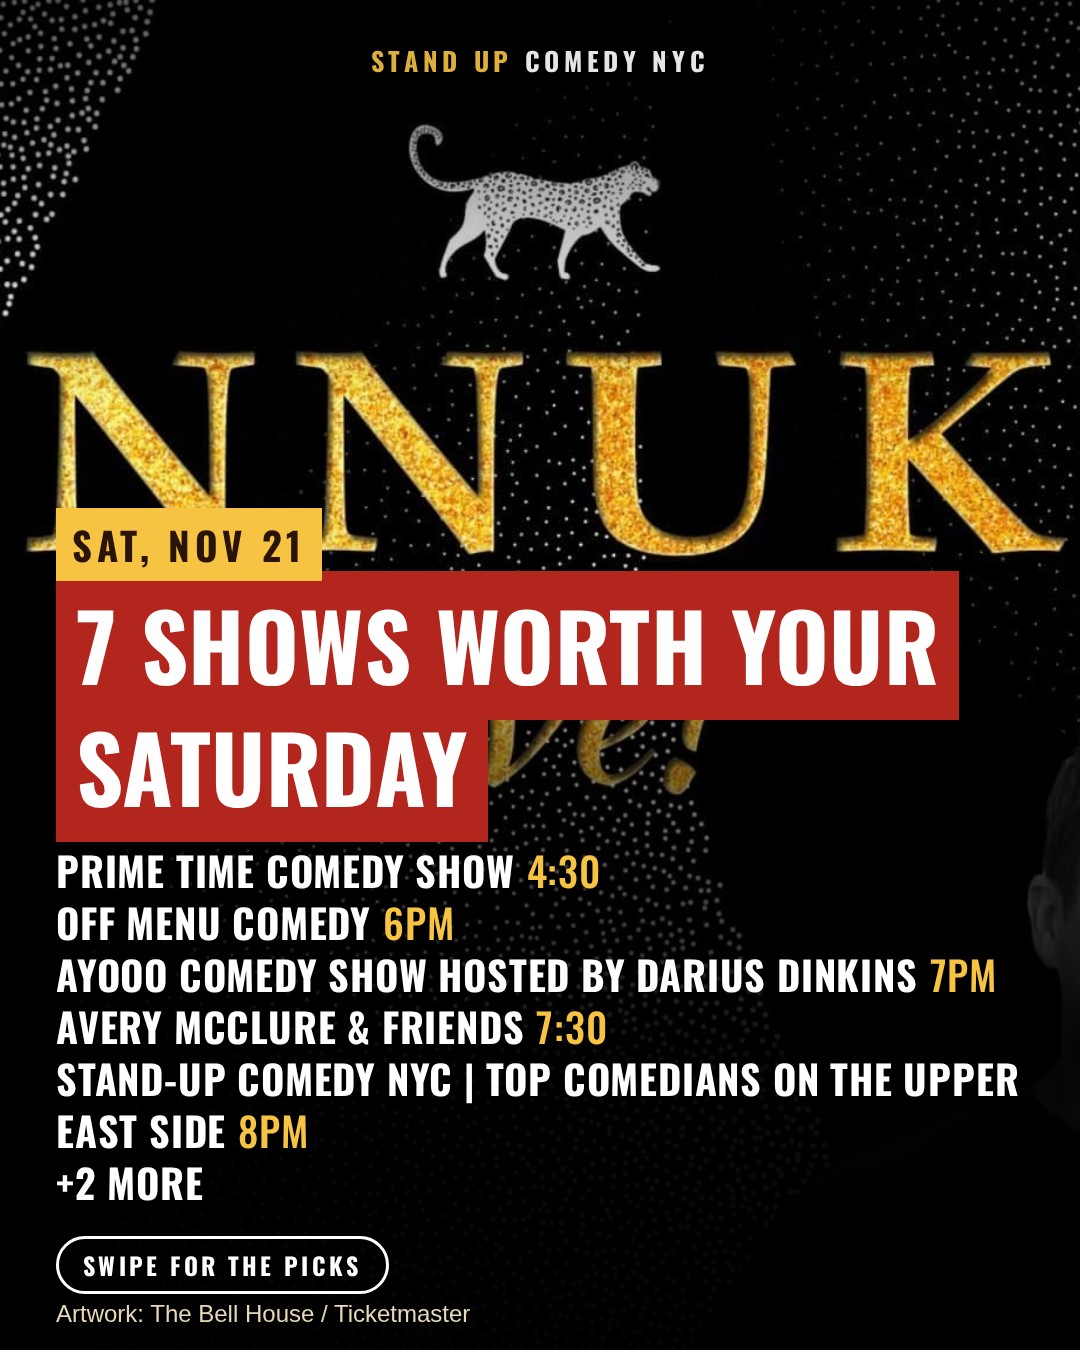 STAND UP COMEDY NYC
NNUK
SAT, NOV 21
7 SHOWS WORTH YOUR
SATURDAY
PRIME TIME COMEDY SHOW 4:30
OFF MENU COMEDY 6PM
AYOOO COMEDY SHOW HOSTED BY DARIUS DINKINS 7PM
AVERY MCCLURE & FRIENDS 7:30
STAND-UP COMEDY NYC | TOP COMEDIANS ON THE UPPER
EAST SIDE 8PM
+2 MORE
SWIPE FOR THE PICKS
Artwork: The Bell House / Ticketmaster